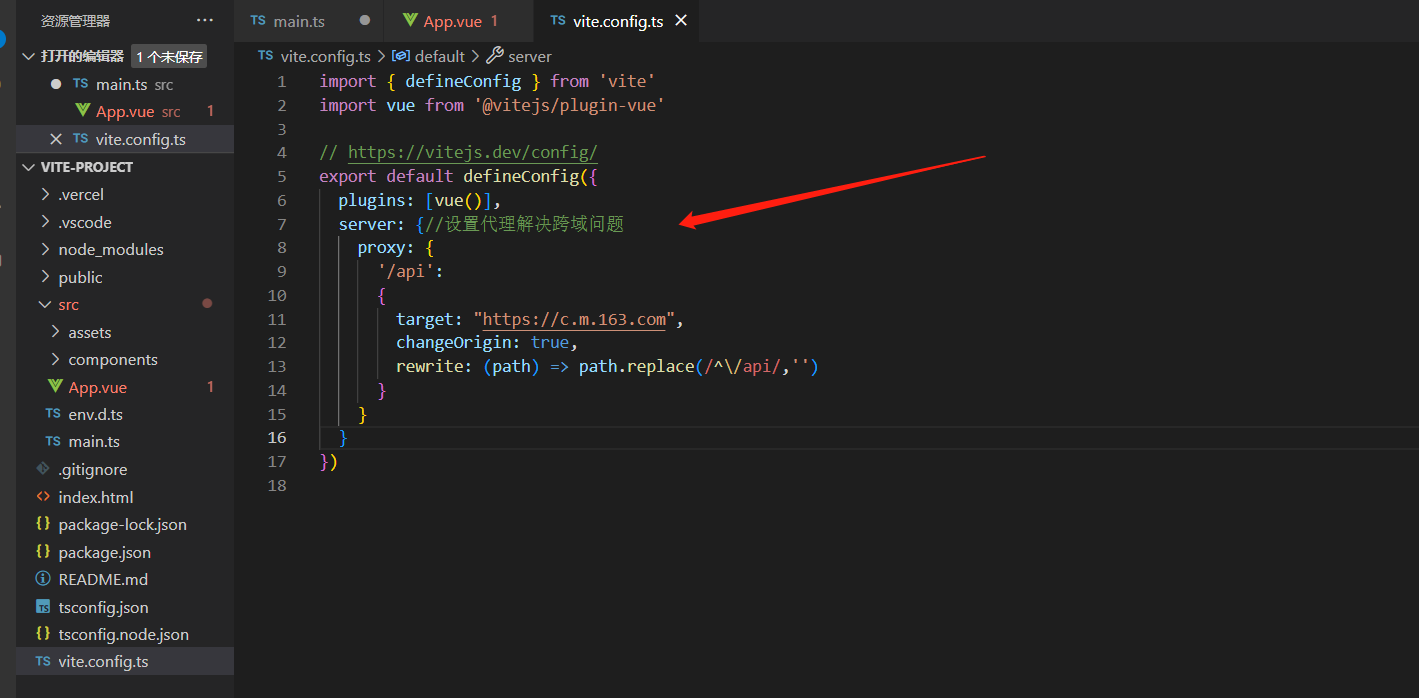 资源管理器 ···
打开的编辑器 1 个未保存
TS main.ts src
App.vue src 1
TS vite.config.ts
VITE-PROJECT
.vercel
.vscode
node_modules
public
src
assets
components
App.vue 1
TS env.d.ts
TS main.ts
.gitignore
<> index.html
{} package-lock.json
{} package.json
README.md
TS tsconfig.json
{} tsconfig.node.json
TS vite.config.ts
TS main.ts
App.vue 1
TS vite.config.ts
TS vite.config.ts > default > server
1 import { defineConfig } from 'vite'
2 import vue from '@vitejs/plugin-vue'
3
4 // https://vitejs.dev/config/
5 export default defineConfig({
6 plugins: [vue()],
7 server: {//设置代理解决跨域问题
8 proxy: {
9 '/api':
10 {
11 target: "https://c.m.163.com",
12 changeOrigin: true,
13 rewrite: (path) => path.replace(/^\/api/,'')
14 }
15 }
16 }
17 })
18